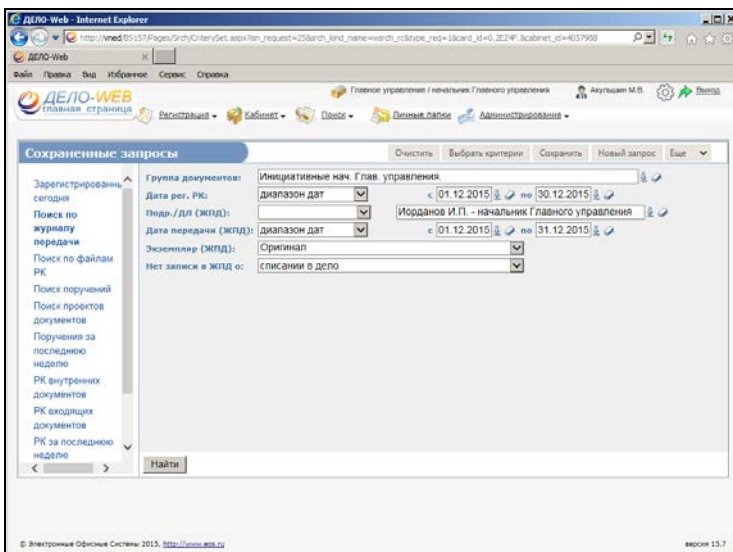 ДЕЛО-Web - Internet Explorer
ДЕЛО-Web
Файл Правка Вид Избранное Сервис Справка
ДЕЛО-WEB
главная страница
Главное управление / начальник Главного управления Акульшин М.В. Выход
Регистрация Кабинет Поиск Личные папки Администрирование
Сохраненные запросы
Очистить Выбрать критерии Сохранить Новый запрос Еще
Зарегистрированны
сегодня
Поиск по
журналу
передачи
Поиск по файлам
РК
Поиск поручений
Поиск проектов
документов
Поручения за
последнюю
неделю
РК внутренних
документов
РК входящих
документов
РК за последнюю
неделю
Группа документов: Инициативные нач. Глав. управления.
Дата рег. РК: диапазон дат с 01.12.2015 по 30.12.2015
Подр./ДЛ (ЖПД): Иорданов И.П. - начальник Главного управления
Дата передачи (ЖПД): диапазон дат с 01.12.2015 по 31.12.2015
Экземпляр (ЖПД): Оригинал
Нет записи в ЖПД о: списании в дело
Найти
© Электронные Офисные Системы 2015, http://www.eos.ru версия 15.7